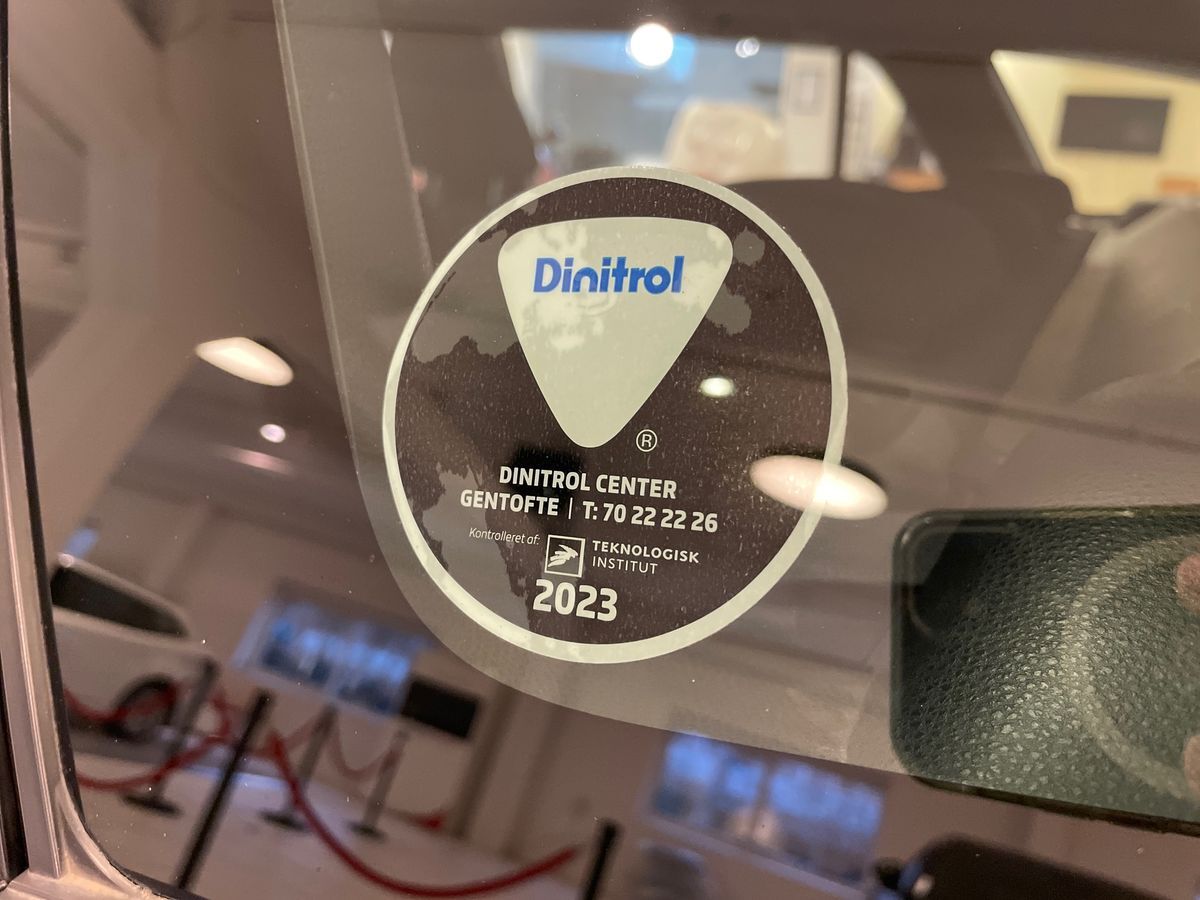 Dinitrol
®
DINITROL CENTER
GENTOFTE | T: 70 22 22 26
Kontrolleret af:
TEKNOLOGISK
INSTITUT
2023